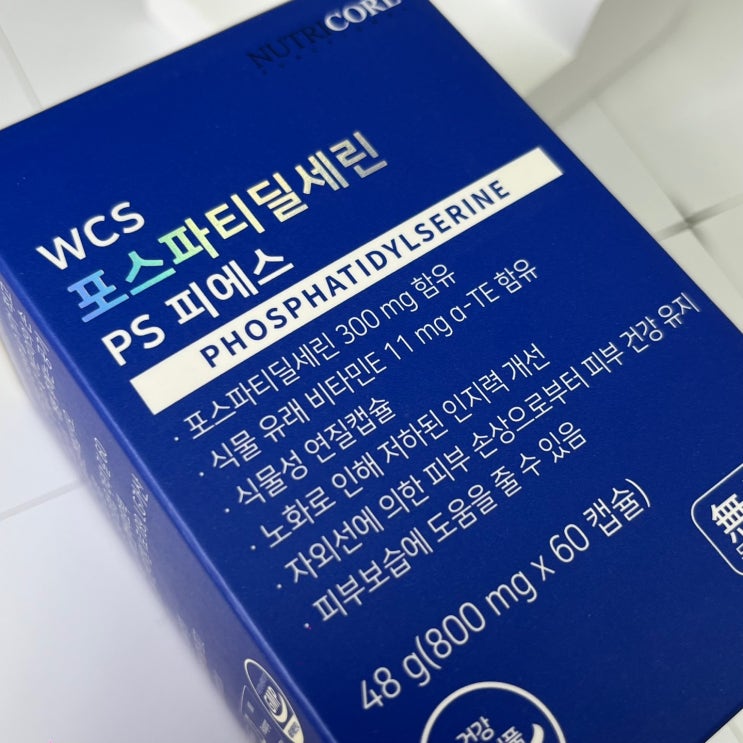 NUTRICORE
WCS
포스파티딜세린
PS 피에스
PHOSPHATIDYLSERINE
· 포스파티딜세린 300 mg 함유
· 식물 유래 비타민E 11 mg α-TE 함유
· 식물성 연질캡슐
· 노화로 인해 저하된 인지력 개선
· 자외선에 의한 피부 손상으로부터 피부 건강 유지
· 피부보습에 도움을 줄 수 있음
48 g(800 mg x 60 캡슐)
無
건강